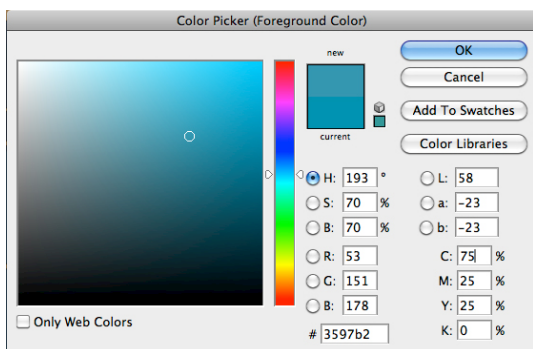 Color Picker (Foreground Color)
new
current
OK
Cancel
Add To Swatches
Color Libraries
H: 193 °
S: 70 %
B: 70 %
R: 53
G: 151
B: 178
# 3597b2
L: 58
a: -23
b: -23
C: 75 %
M: 25 %
Y: 25 %
K: 0 %
Only Web Colors